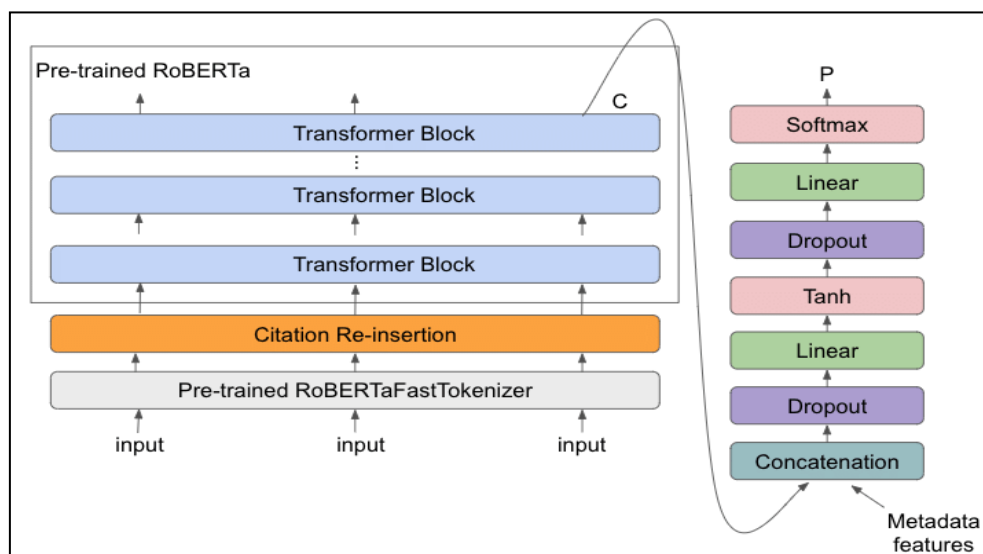 Pre-trained RoBERTa
C
Transformer Block
...
Transformer Block
Transformer Block
Citation Re-insertion
Pre-trained RoBERTaFastTokenizer
input input input
P
Softmax
Linear
Dropout
Tanh
Linear
Dropout
Concatenation
Metadata
features